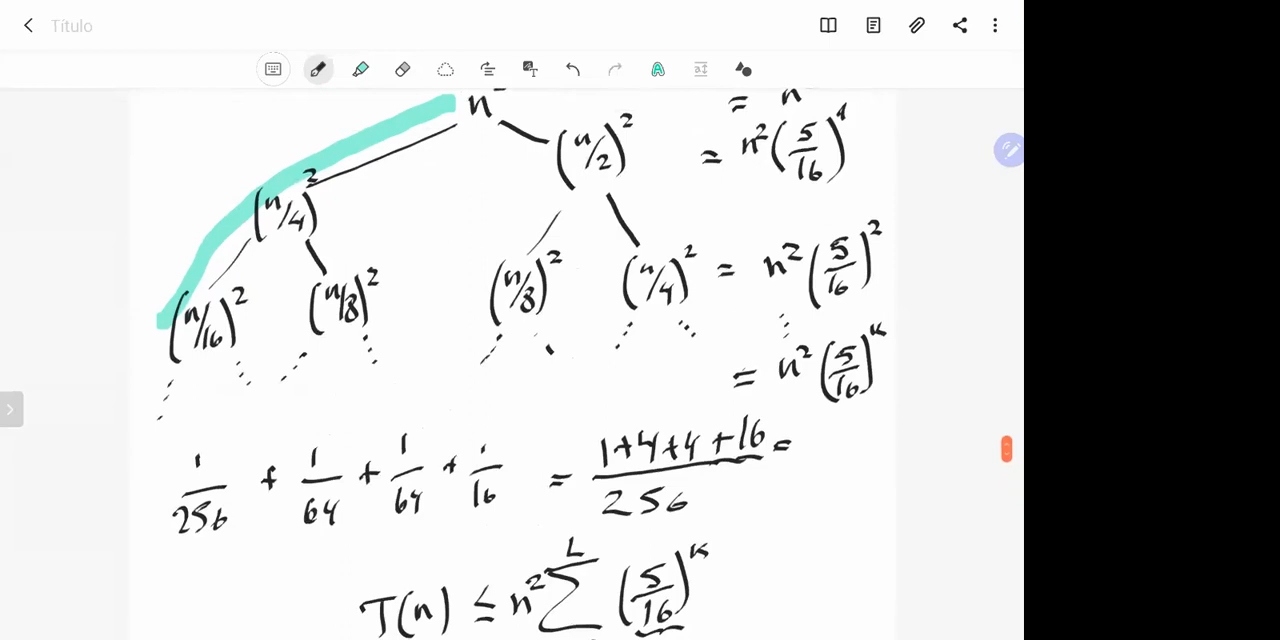 Título
n² = n
(n/2)² = n² (5/16)¹
(n/4)²
(n/16)² (n/8)² (n/8)² (n/4)² = n² (5/16)²
= n² (5/16)ᵏ
1/256 + 1/64 + 1/64 + 1/16 = (1+4+4+16)/256 =
T(n) ≤ n² ∑ᴸ (5/16)ᵏ